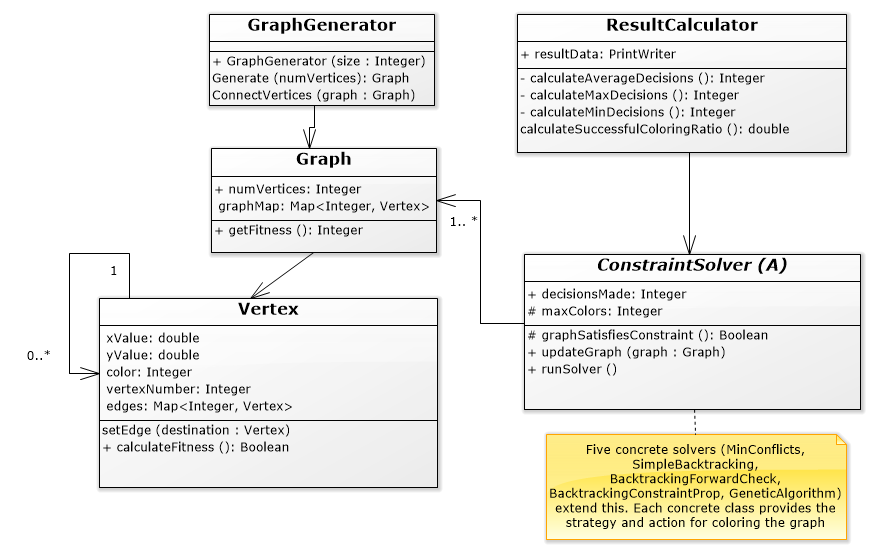 GraphGenerator
+ GraphGenerator (size : Integer)
Generate (numVertices): Graph
ConnectVertices (graph : Graph)
ResultCalculator
+ resultData: PrintWriter
- calculateAverageDecisions (): Integer
- calculateMaxDecisions (): Integer
- calculateMinDecisions (): Integer
calculateSuccessfulColoringRatio (): double
Graph
+ numVertices: Integer
graphMap: Map<Integer, Vertex>
+ getFitness (): Integer
1.. *
ConstraintSolver (A)
+ decisionsMade: Integer
# maxColors: Integer
# graphSatisfiesConstraint (): Boolean
+ updateGraph (graph : Graph)
+ runSolver ()
1
0..*
Vertex
xValue: double
yValue: double
color: Integer
vertexNumber: Integer
edges: Map<Integer, Vertex>
setEdge (destination : Vertex)
+ calculateFitness (): Boolean
Five concrete solvers (MinConflicts,
SimpleBacktracking,
BacktrackingForwardCheck,
BacktrackingConstraintProp, GeneticAlgorithm)
extend this. Each concrete class provides the
strategy and action for coloring the graph